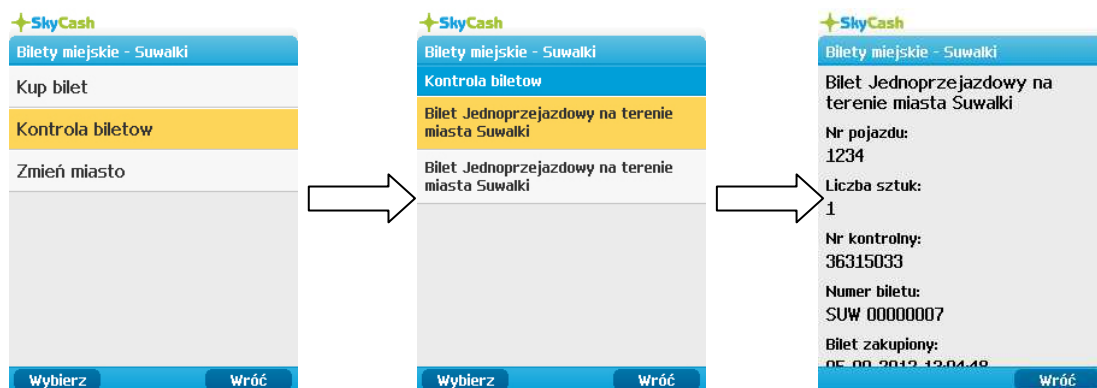 SkyCash
Bilety miejskie - Suwalki
Kup bilet
Kontrola biletow
Zmień miasto
Wybierz
Wróć
SkyCash
Bilety miejskie - Suwalki
Kontrola biletow
Bilet Jednoprzejazdowy na terenie
miasta Suwalki
Bilet Jednoprzejazdowy na terenie
miasta Suwalki
Wybierz
Wróć
SkyCash
Bilety miejskie - Suwalki
Bilet Jednoprzejazdowy na
terenie miasta Suwalki
Nr pojazdu:
1234
Liczba sztuk:
1
Nr kontrolny:
36315033
Numer biletu:
SUW 00000007
Bilet zakupiony:
Wróć